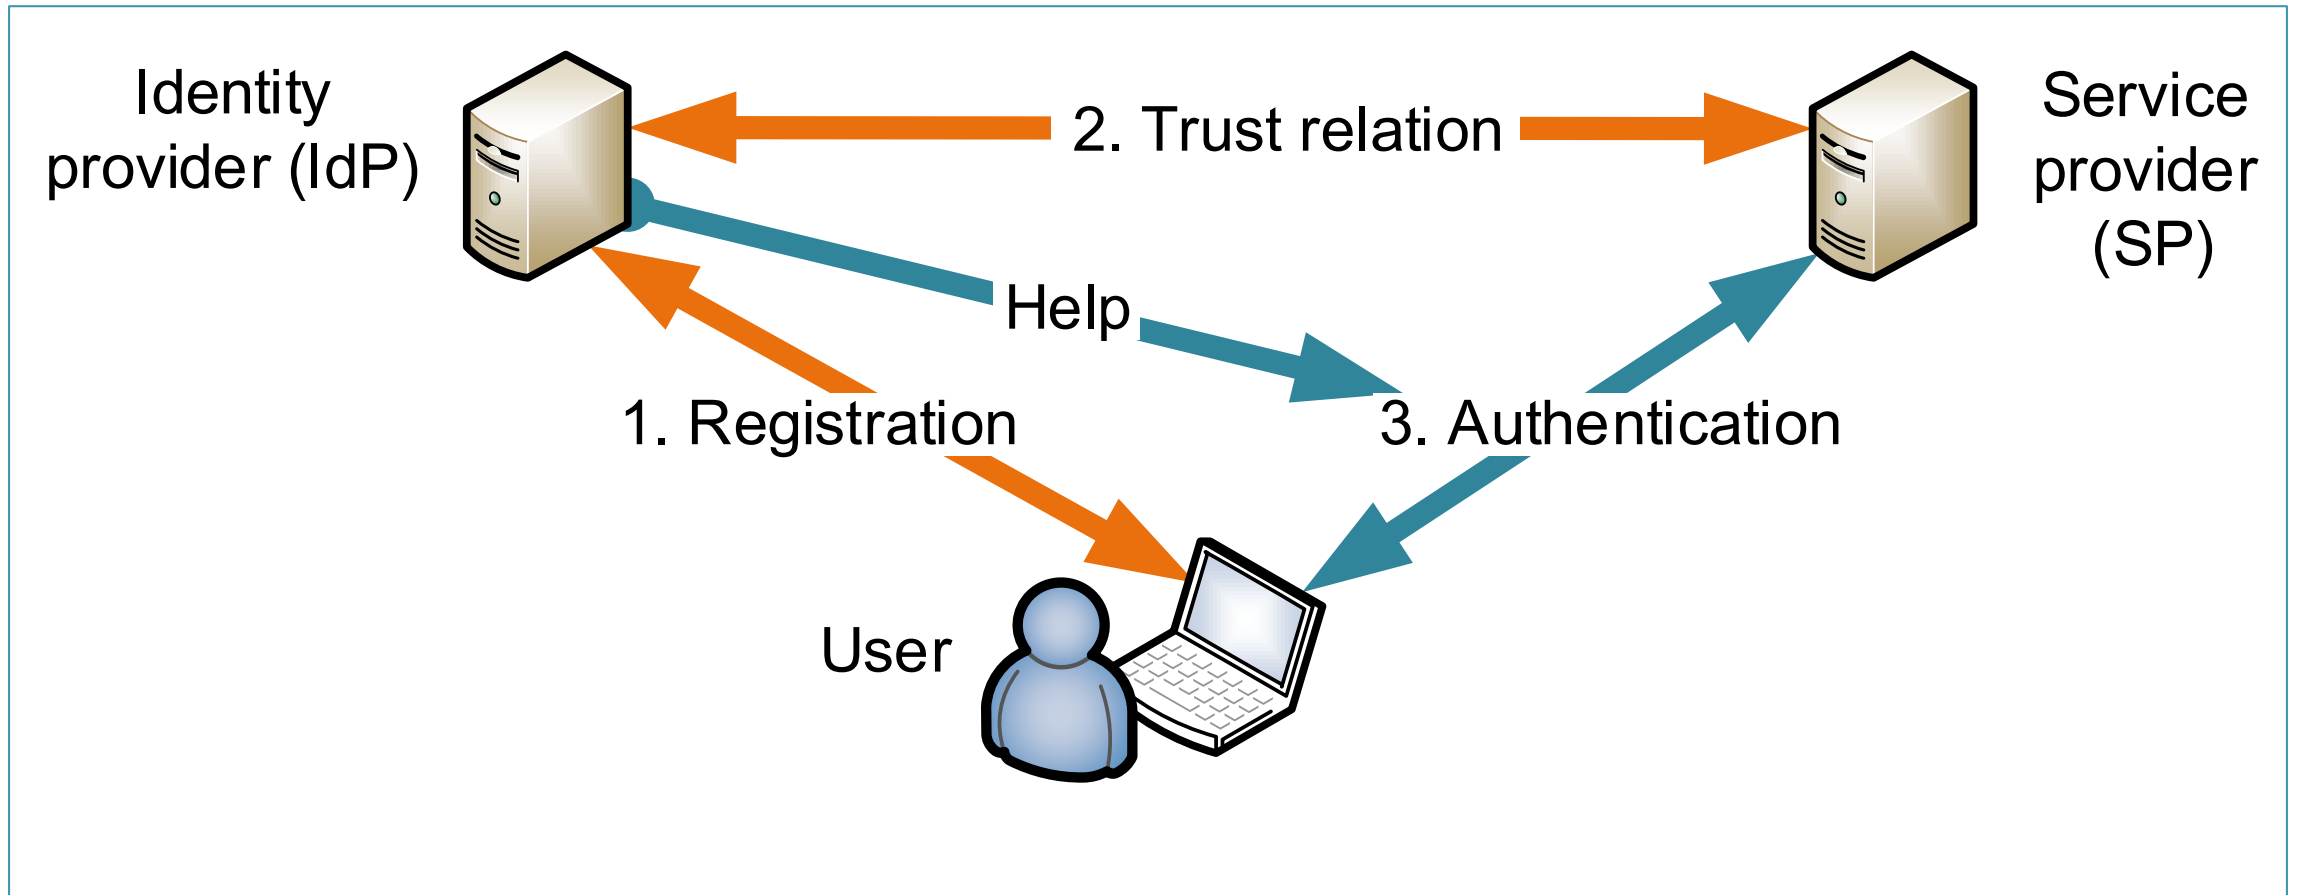 Identity
provider (IdP)
2. Trust relation
Service
provider
(SP)
Help
1. Registration
3. Authentication
User